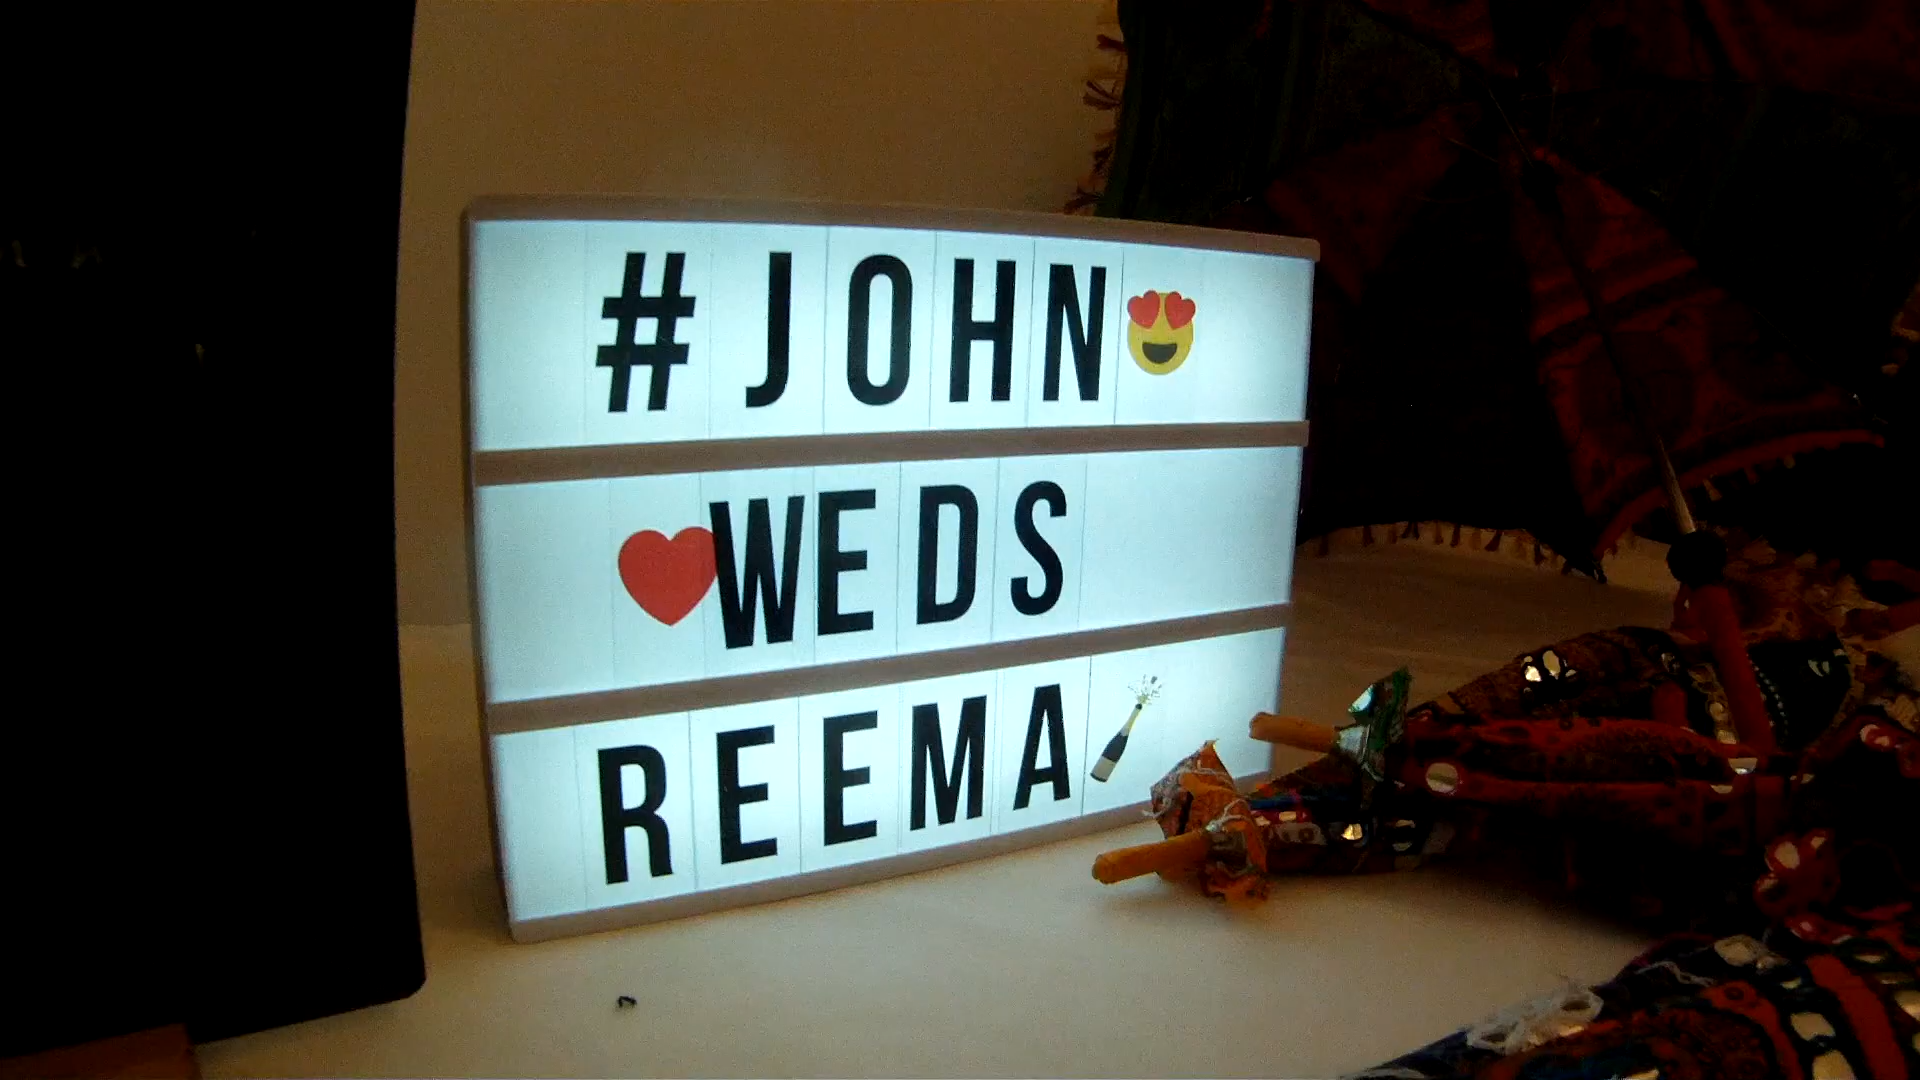 #JOHN😍
❤️WEDS
REEMA🍾